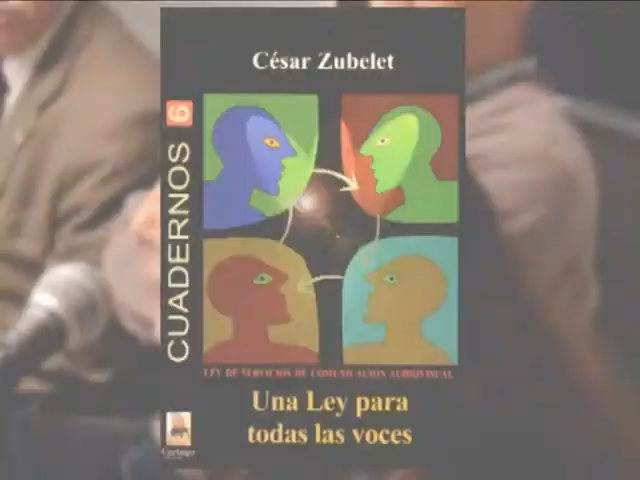 César Zubelet
CUADERNOS 6
LEY DE SERVICIOS DE COMUNICACIÓN AUDIOVISUAL
Una Ley para
todas las voces